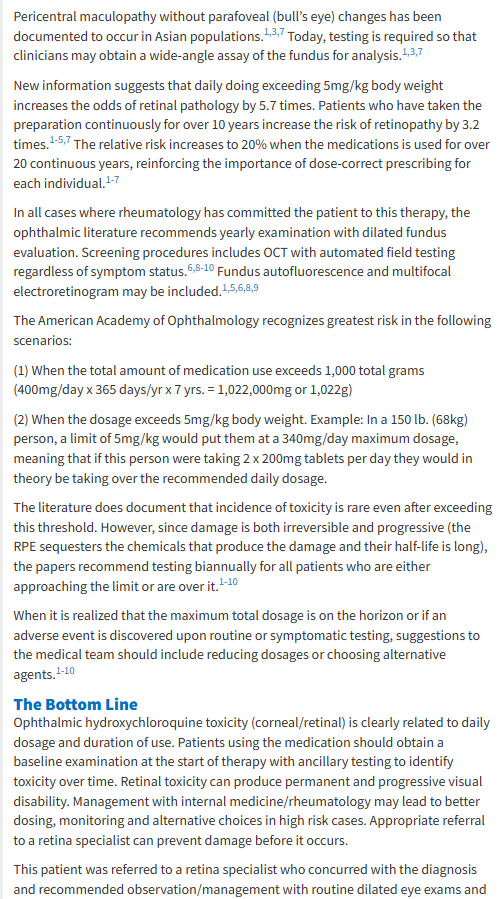 Pericentral maculopathy without parafoveal (bull's eye) changes has been
documented to occur in Asian populations.1,3,7 Today, testing is required so that
clinicians may obtain a wide-angle assay of the fundus for analysis.1,3,7
New information suggests that daily doing exceeding 5mg/kg body weight
increases the odds of retinal pathology by 5.7 times. Patients who have taken the
preparation continuously for over 10 years increase the risk of retinopathy by 3.2
times.1-5,7 The relative risk increases to 20% when the medications is used for over
20 continuous years, reinforcing the importance of dose-correct prescribing for
each individual.1-7
In all cases where rheumatology has committed the patient to this therapy, the
ophthalmic literature recommends yearly examination with dilated fundus
evaluation. Screening procedures includes OCT with automated field testing
regardless of symptom status.6,8-10 Fundus autofluorescence and multifocal
electroretinogram may be included.1,5,6,8,9
The American Academy of Ophthalmology recognizes greatest risk in the following
scenarios:
(1) When the total amount of medication use exceeds 1,000 total grams
(400mg/day x 365 days/yr x 7 yrs. = 1,022,000mg or 1,022g)
(2) When the dosage exceeds 5mg/kg body weight. Example: In a 150 lb. (68kg)
person, a limit of 5mg/kg would put them at a 340mg/day maximum dosage,
meaning that if this person were taking 2 x 200mg tablets per day they would in
theory be taking over the recommended daily dosage.
The literature does document that incidence of toxicity is rare even after exceeding
this threshold. However, since damage is both irreversible and progressive (the
RPE sequesters the chemicals that produce the damage and their half-life is long),
the papers recommend testing biannually for all patients who are either
approaching the limit or are over it.1-10
When it is realized that the maximum total dosage is on the horizon or if an
adverse event is discovered upon routine or symptomatic testing, suggestions to
the medical team should include reducing dosages or choosing alternative
agents.1-10
The Bottom Line
Ophthalmic hydroxychloroquine toxicity (corneal/retinal) is clearly related to daily
dosage and duration of use. Patients using the medication should obtain a
baseline examination at the start of therapy with ancillary testing to identify
toxicity over time. Retinal toxicity can produce permanent and progressive visual
disability. Management with internal medicine/rheumatology may lead to better
dosing, monitoring and alternative choices in high risk cases. Appropriate referral
to a retina specialist can prevent damage before it occurs.
This patient was referred to a retina specialist who concurred with the diagnosis
and recommended observation/management with routine dilated eye exams and